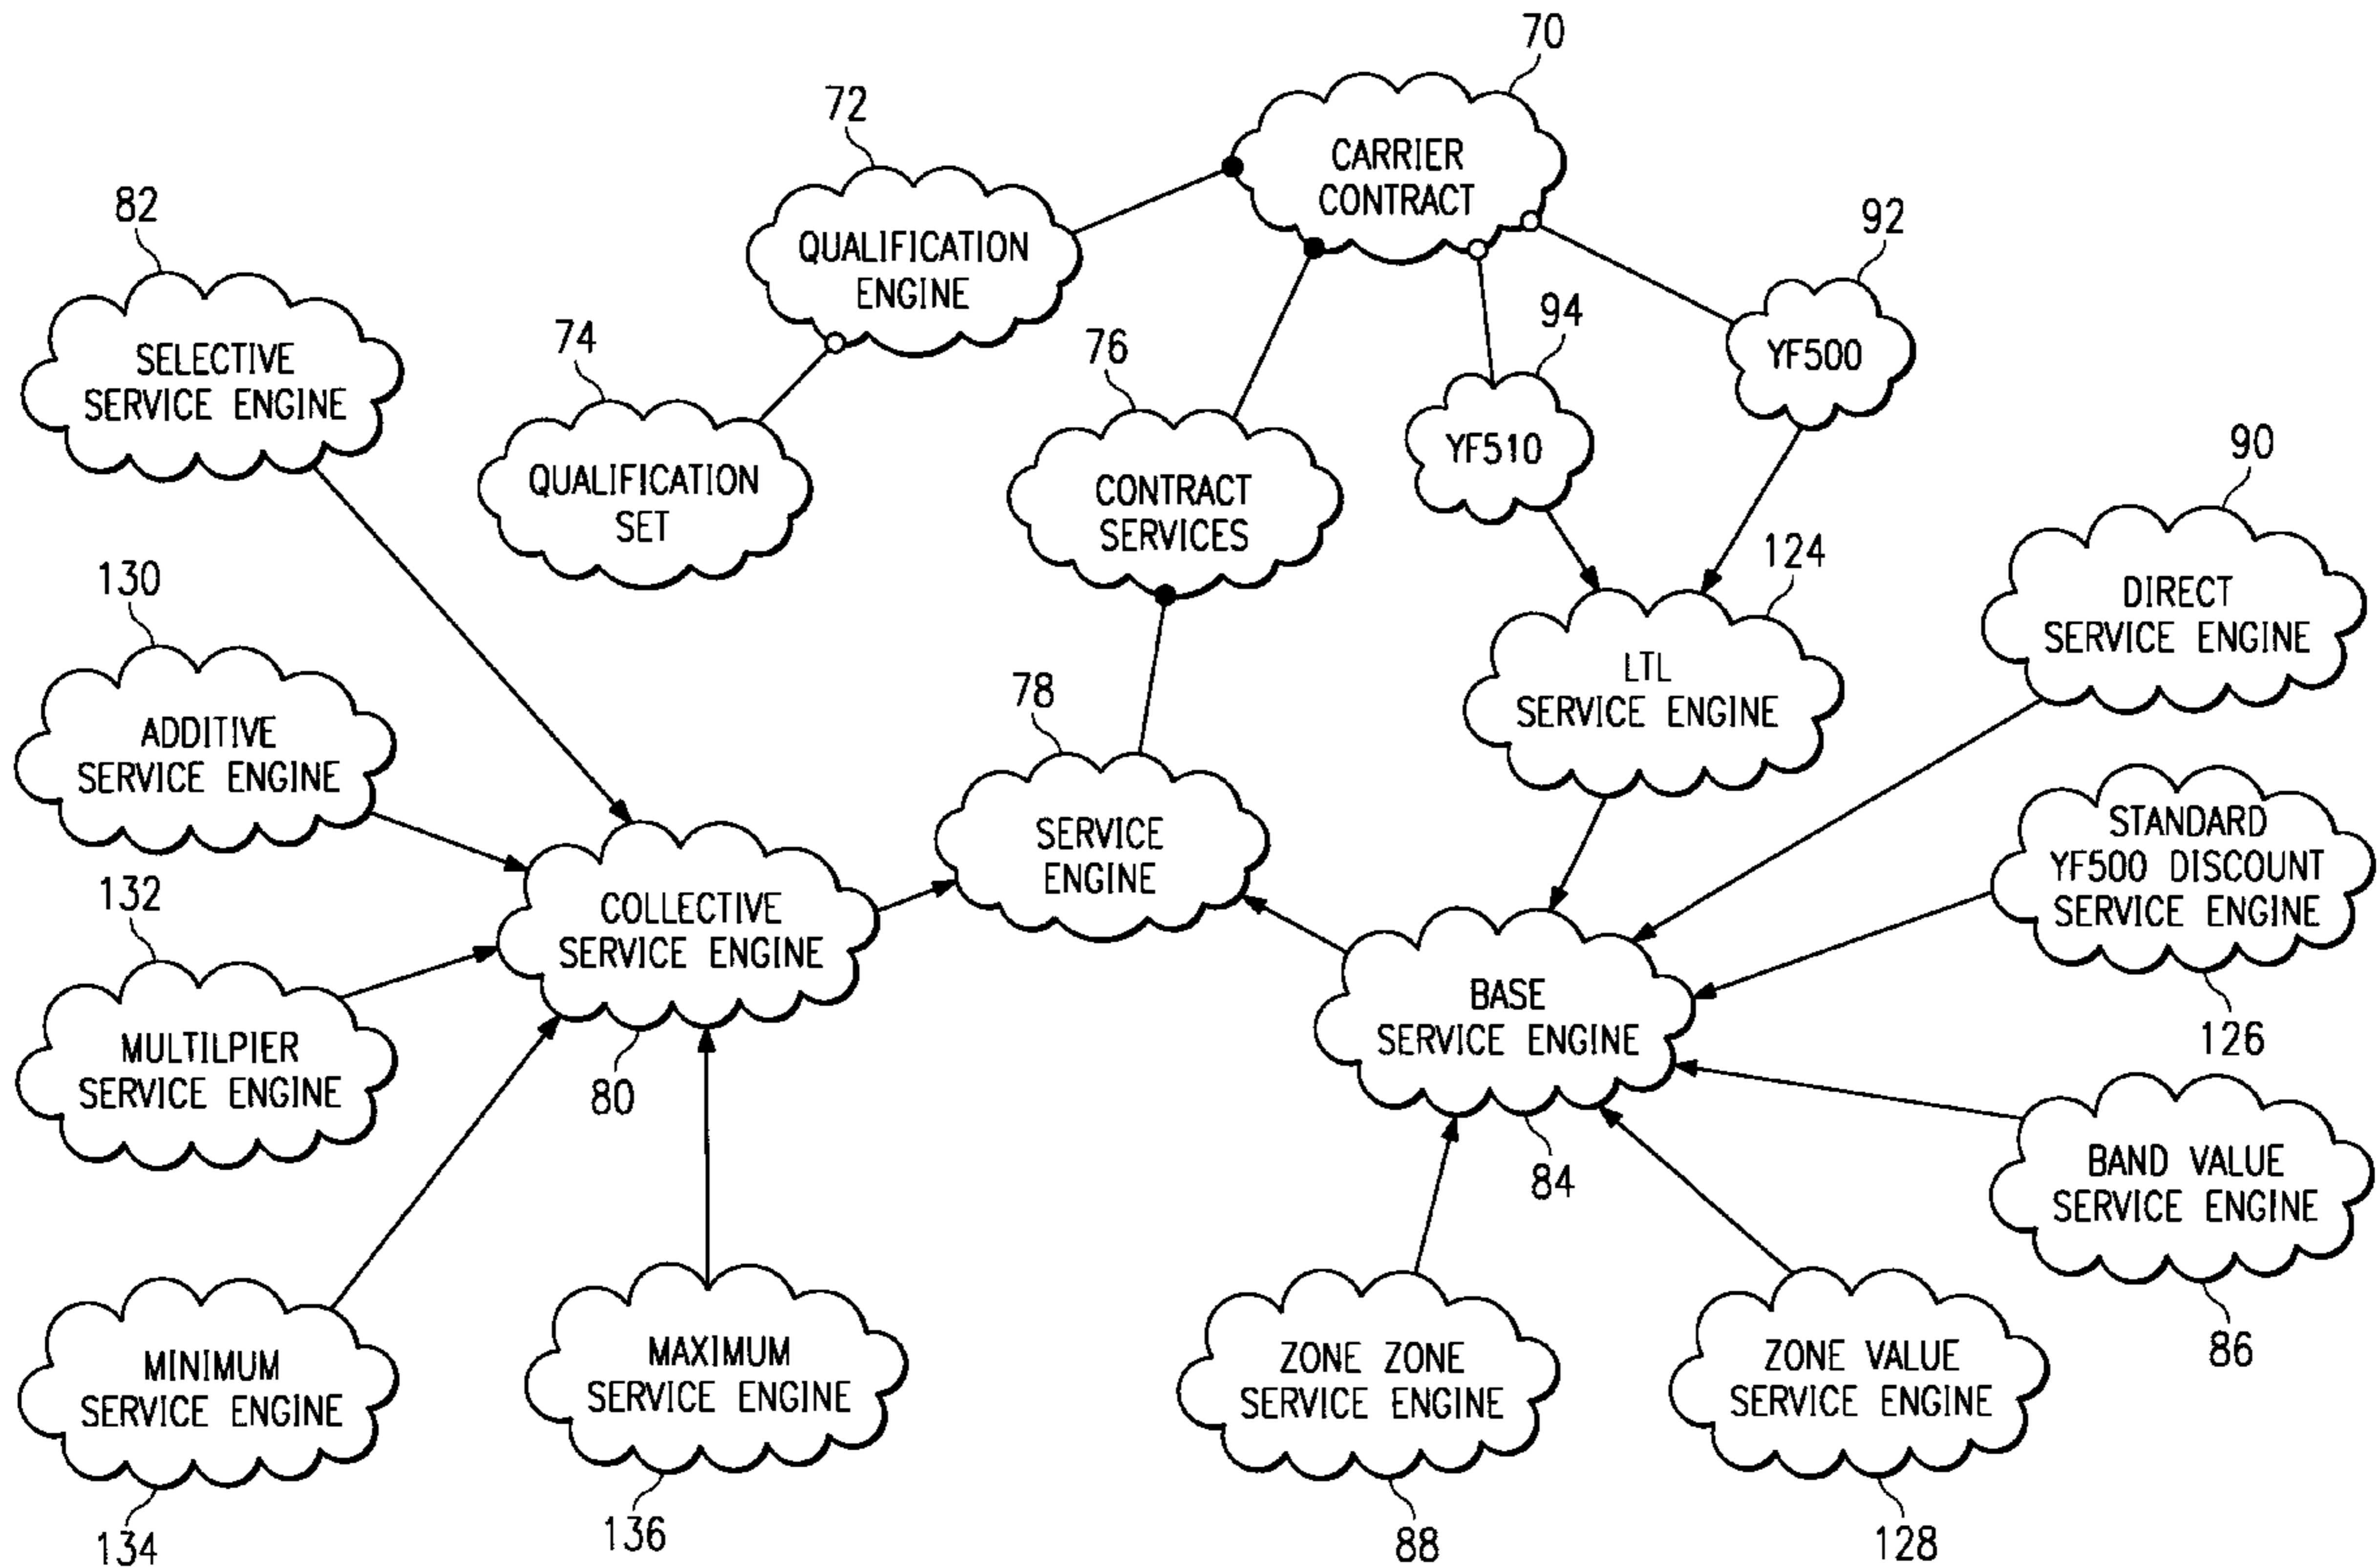 70
CARRIER
CONTRACT
72
QUALIFICATION
ENGINE
82
SELECTIVE
SERVICE ENGINE
92
YF500
74
QUALIFICATION
SET
76
CONTRACT
SERVICES
94
YF510
90
DIRECT
SERVICE ENGINE
130
ADDITIVE
SERVICE ENGINE
124
LTL
SERVICE ENGINE
78
SERVICE
ENGINE
STANDARD
YF500 DISCOUNT
SERVICE ENGINE
126
132
MULTILPIER
SERVICE ENGINE
COLLECTIVE
SERVICE ENGINE
80
BASE
SERVICE ENGINE
84
BAND VALUE
SERVICE ENGINE
86
MINIMUM
SERVICE ENGINE
134
MAXIMUM
SERVICE ENGINE
136
ZONE ZONE
SERVICE ENGINE
88
ZONE VALUE
SERVICE ENGINE
128